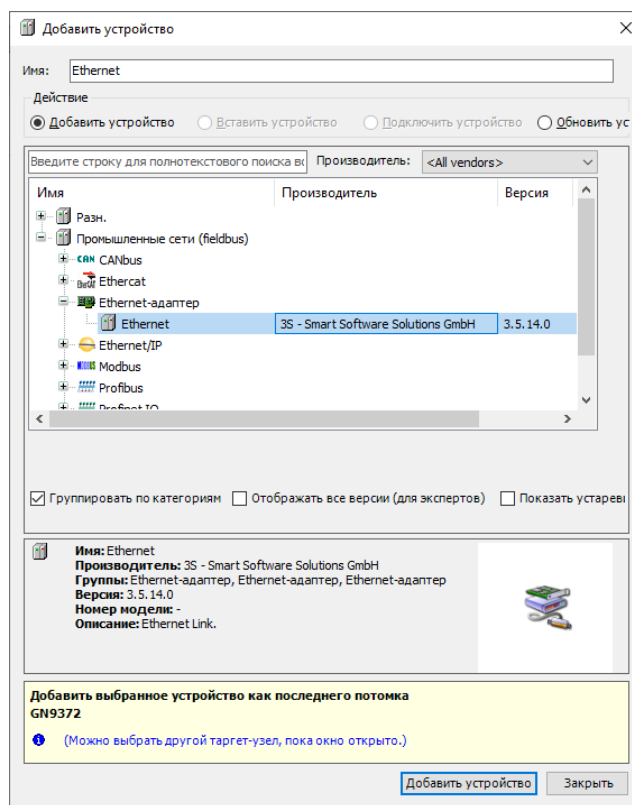 Добавить устройство
Имя: Ethernet
Действие
Добавить устройство Вставить устройство Подключить устройство Обновить ус
Введите строку для полнотекстового поиска во Производитель: <All vendors>
Имя Производитель Версия
Разн.
Промышленные сети (fieldbus)
CAN CANbus
Ethercat
Ethernet-адаптер
Ethernet 3S - Smart Software Solutions GmbH 3.5.14.0
Ethernet/IP
Modbus
Profibus
Profinet IO
Группировать по категориям Отображать все версии (для экспертов) Показать устареві
Имя: Ethernet
Производитель: 3S - Smart Software Solutions GmbH
Группы: Ethernet-адаптер, Ethernet-адаптер, Ethernet-адаптер
Версия: 3.5.14.0
Номер модели: -
Описание: Ethernet Link.
Добавить выбранное устройство как последнего потомка
GN9372
(Можно выбрать другой таргет-узел, пока окно открыто.)
Добавить устройство Закрыть